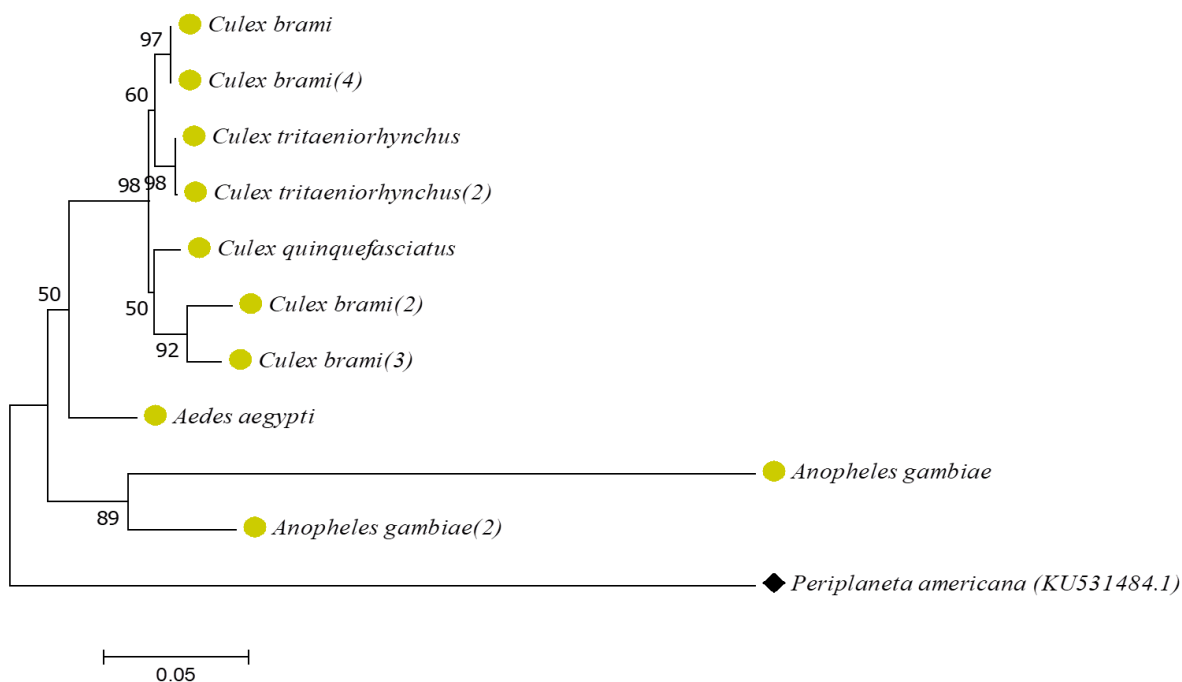 97
Culex brami
Culex brami(4)
60
Culex tritaeniorhynchus
98
98
Culex tritaeniorhynchus(2)
Culex quinquefasciatus
50
Culex brami(2)
50
92
Culex brami(3)
Aedes aegypti
Anopheles gambiae
89
Anopheles gambiae(2)
Periplaneta americana (KU531484.1)
0.05